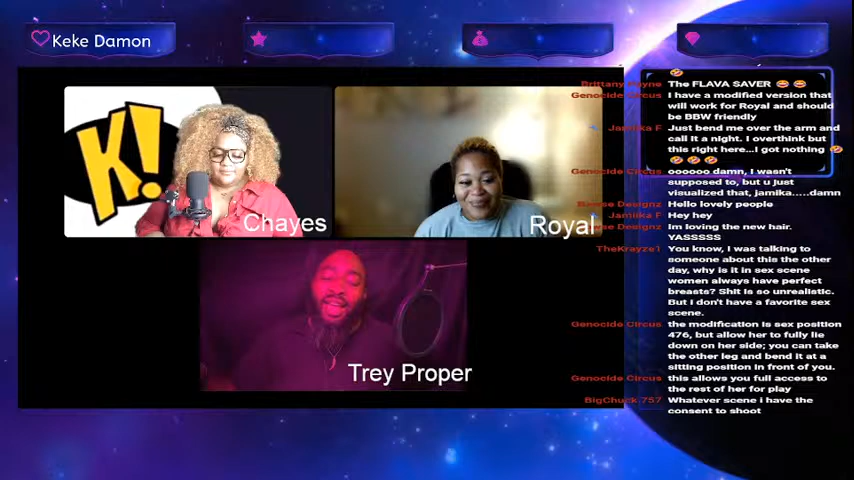 Keke Damon
K!
Chayes
Royal
Trey Proper
The FLAVA SAVER 🤣 🤣
Genocide Circus I have a modified version that
will work for Royal and should
be BBW friendly
Jamiika F Just bend me over the arm and
call it a night. I overthink but
this right here...I got nothing 🤣
🤣 🤣 🤣
Genocide Circus oooooo damn, I wasn't
supposed to, but u just
visualized that, jamika.....damn
Designz Hello lovely people
Jamiika F Hey hey
Designz Im loving the new hair.
YASSSSS
TheKrayze1 You know, I was talking to
someone about this the other
day, why is it in sex scene
women always have perfect
breasts? Shit is so unrealistic.
But i don't have a favorite sex
scene.
Genocide Circus the modification is sex position
476, but allow her to fully lie
down on her side; you can take
the other leg and bend it at a
sitting position in front of you.
Genocide Circus this allows you full access to
the rest of her for play
BigChuck 757 Whatever scene i have the
consent to shoot